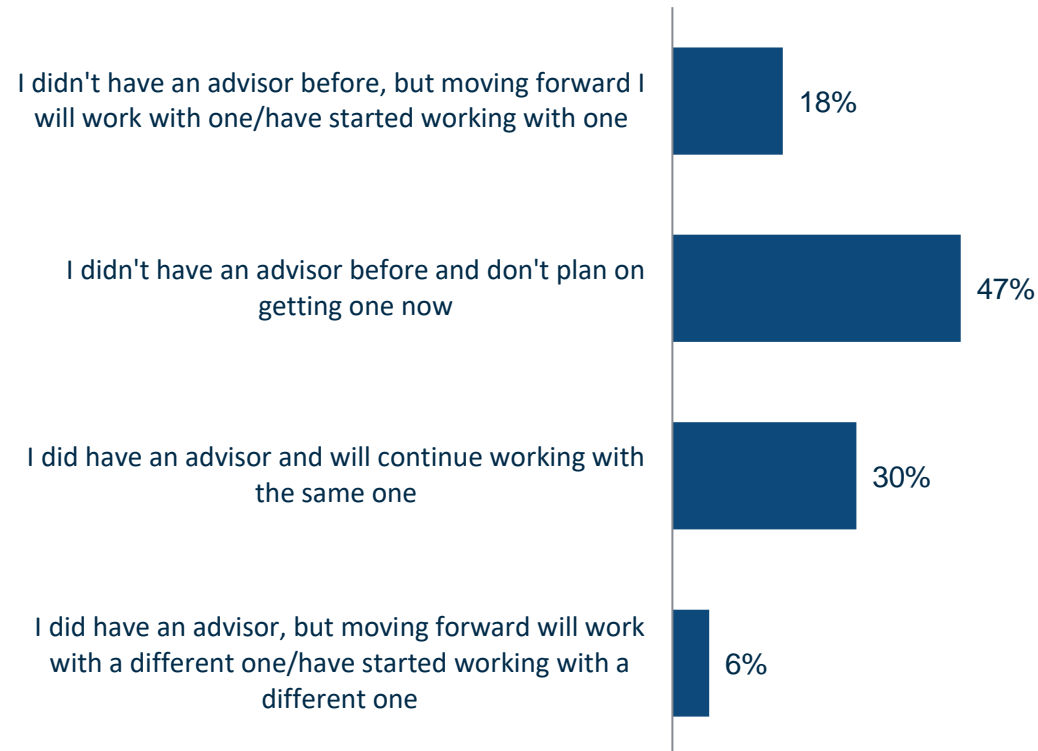 I didn't have an advisor before, but moving forward I
will work with one/have started working with one
18%
I didn't have an advisor before and don't plan on
getting one now
47%
I did have an advisor and will continue working with
the same one
30%
I did have an advisor, but moving forward will work
with a different one/have started working with a
different one
6%